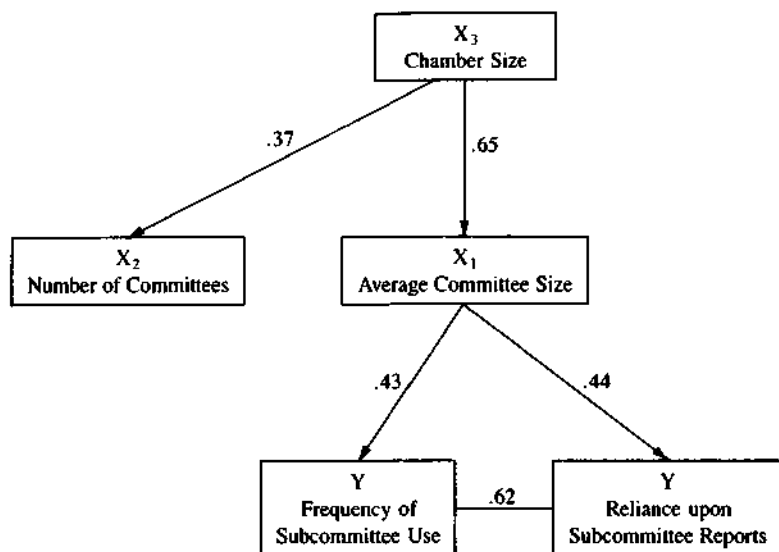 X₃
Chamber Size
.37
.65
X₂
Number of Committees
X₁
Average Committee Size
.43
.44
Y
Frequency of
Subcommittee Use
.62
Y
Reliance upon
Subcommittee Reports